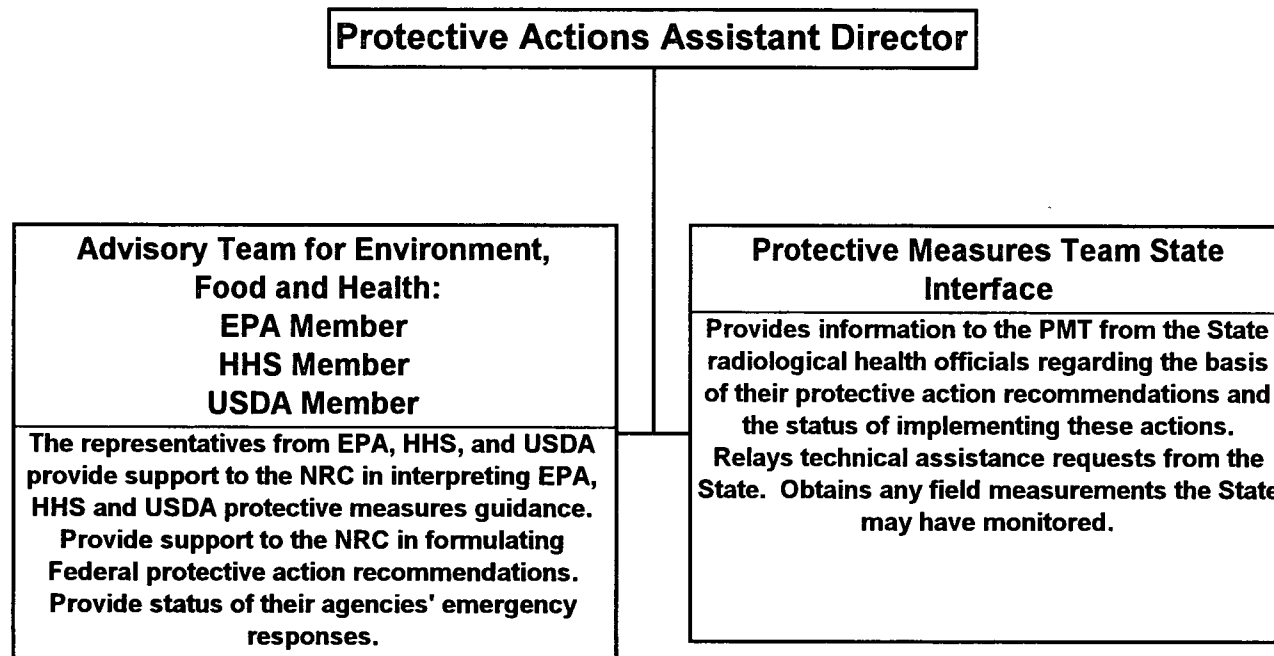 Protective Actions Assistant Director
Advisory Team for Environment,
Food and Health:
EPA Member
HHS Member
USDA Member
The representatives from EPA, HHS, and USDA
provide support to the NRC in interpreting EPA,
HHS and USDA protective measures guidance.
Provide support to the NRC in formulating
Federal protective action recommendations.
Provide status of their agencies' emergency
responses.
Protective Measures Team State
Interface
Provides information to the PMT from the State
radiological health officials regarding the basis
of their protective action recommendations and
the status of implementing these actions.
Relays technical assistance requests from the
State.  Obtains any field measurements the State
may have monitored.